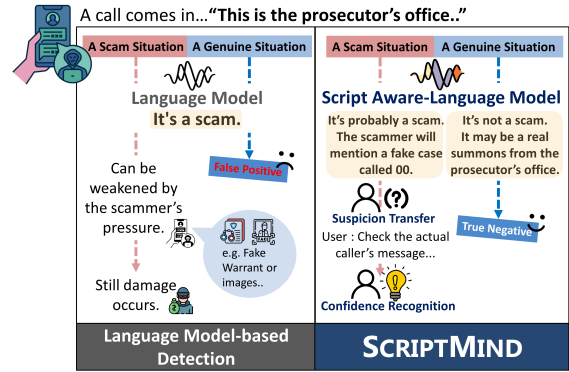 A call comes in…“This is the prosecutor’s office..”
A Scam Situation
A Genuine Situation
Language Model
It's a scam.
False Positive
Can be
weakened by
the scammer’s
pressure.
e.g. Fake
Warrant or
images..
Still damage
occurs.
Language Model-based
Detection
A Scam Situation
A Genuine Situation
Script Aware-Language Model
It’s probably a scam.
The scammer will
mention a fake case
called 00.
It’s not a scam.
It may be a real
summons from the
prosecutor’s office.
(?)
Suspicion Transfer
True Negative
User : Check the actual
caller’s message...
Confidence Recognition
SCRIPTMIND